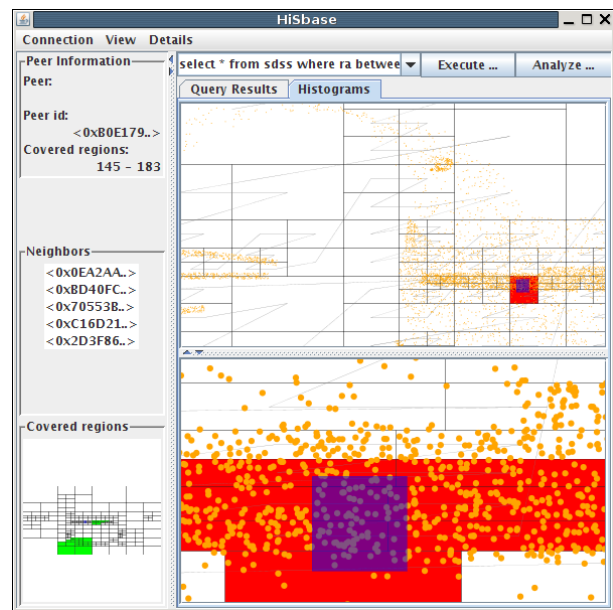 HiSbase
Connection View Details
Peer Information
Peer:
Peer id:
<0xB0E179..>
Covered regions:
145 - 183
Neighbors
<0x0EA2AA..>
<0xBD40FC..>
<0x70553B..>
<0xC16D21..>
<0x2D3F86..>
Covered regions
select * from sdss where ra betwee
Execute ...
Analyze ...
Query Results
Histograms